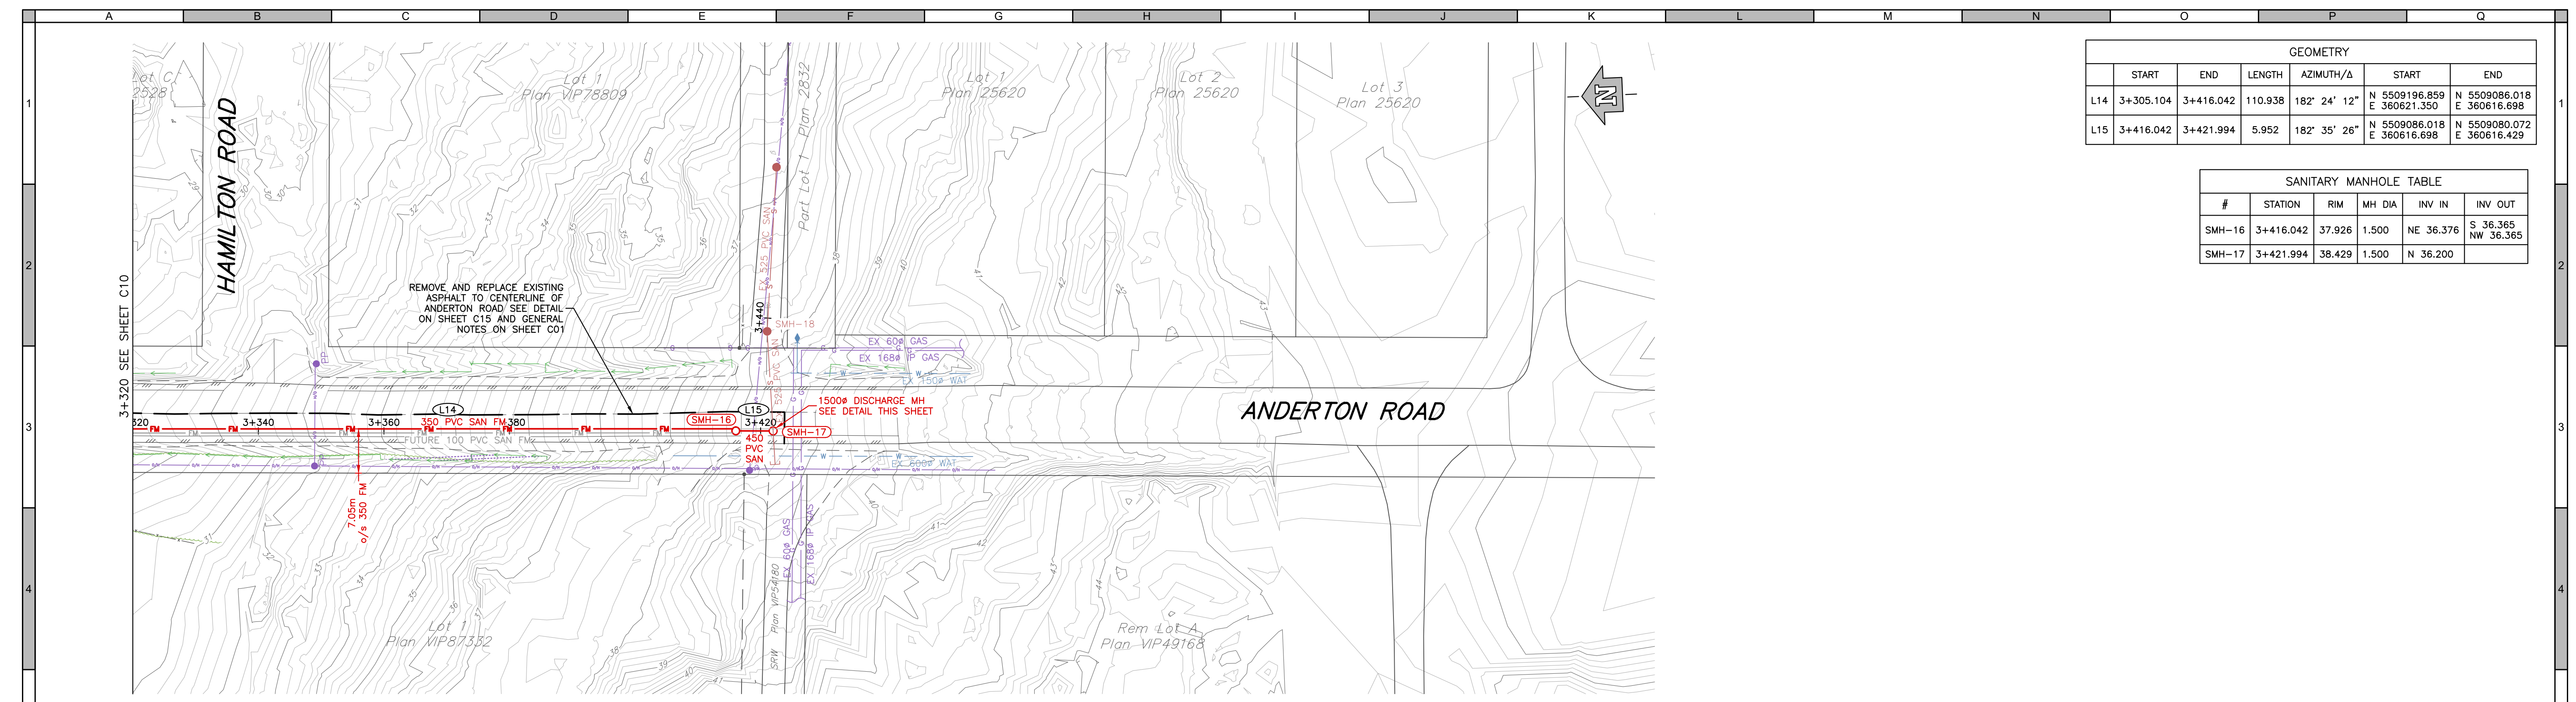 A B C D E F G H I J K L M N O P Q
1
2
3
4
1
2
3
4
Lot C
2528
HAMILTON ROAD
Lot 1
Plan VIP78809
Part Lot 1 Plan 2832
Lot 1
Plan 25620
Lot 2
Plan 25620
Lot 3
Plan 25620
N
3+320 SEE SHEET C10
REMOVE AND REPLACE EXISTING
ASPHALT TO CENTERLINE OF
ANDERTON ROAD SEE DETAIL
ON SHEET C15 AND GENERAL
NOTES ON SHEET C01
EX 525 PVC SAN
3+440
SMH-18
525 PVC SAN
EX 60ø GAS
EX 168ø IP GAS
EX 150ø WAT
PP
L14
L15
320
3+340
3+360
350 PVC SAN FM
380
3+420
FUTURE 100 PVC SAN FM
SMH-16
SMH-17
1500ø DISCHARGE MH
SEE DETAIL THIS SHEET
450
PVC
SAN
ANDERTON ROAD
EX 600ø WAT
7.05m
o/s 350 FM
EX 60ø GAS
EX 168ø IP GAS
SRW Plan VIP54180
Lot 1
Plan VIP87332
Rem Lot A
Plan VIP49168
GEOMETRY
START END LENGTH AZIMUTH/Δ START END
L14 3+305.104 3+416.042 110.938 182° 24' 12" N 5509196.859 E 360621.350 N 5509086.018 E 360616.698
L15 3+416.042 3+421.994 5.952 182° 35' 26" N 5509086.018 E 360616.698 N 5509080.072 E 360616.429
SANITARY MANHOLE TABLE
# STATION RIM MH DIA INV IN INV OUT
SMH-16 3+416.042 37.926 1.500 NE 36.376 S 36.365 NW 36.365
SMH-17 3+421.994 38.429 1.500 N 36.200